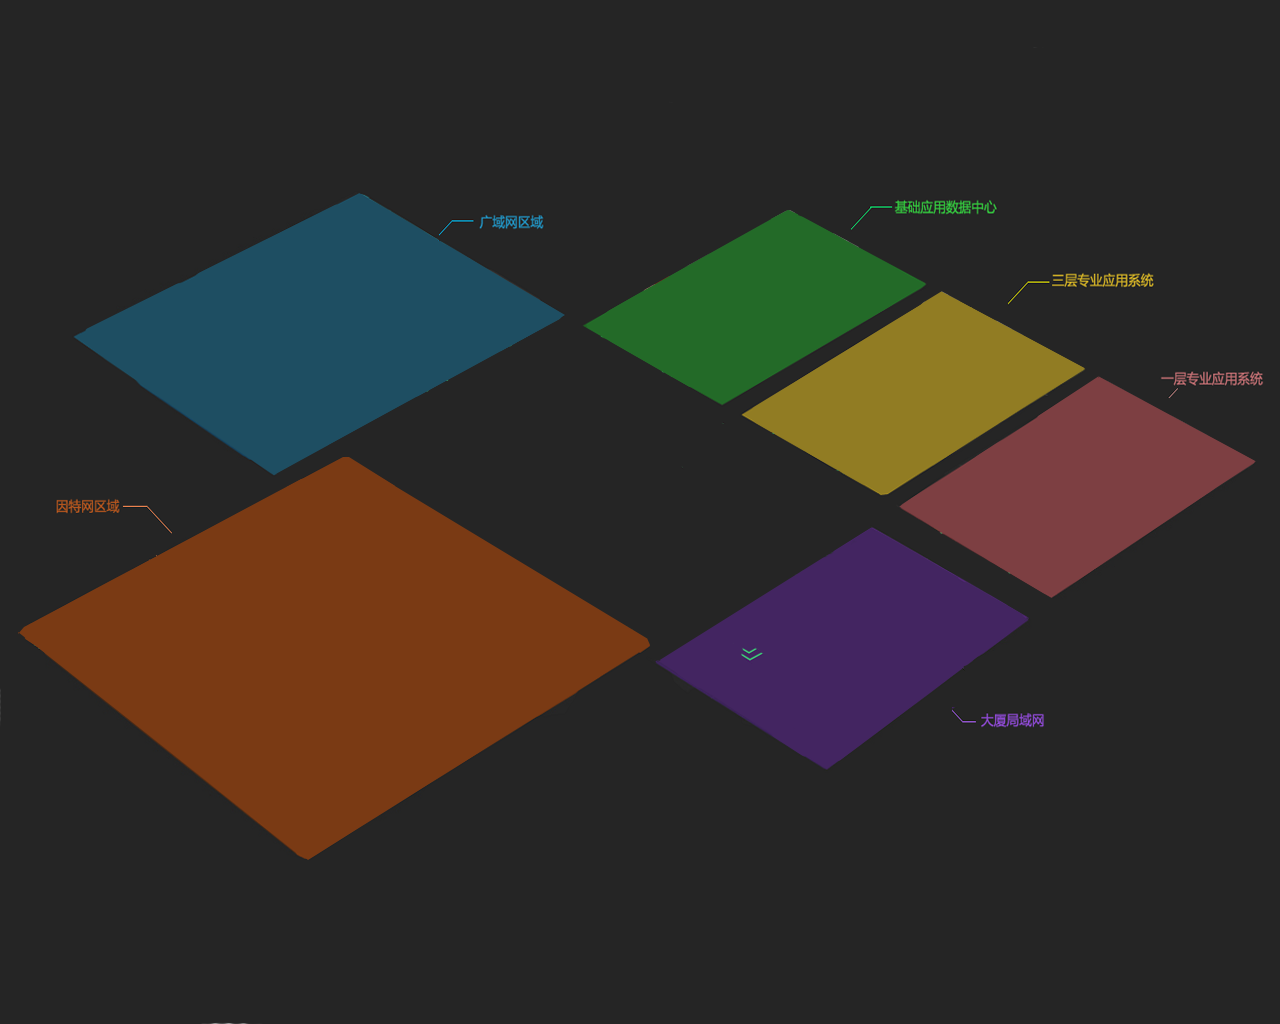 基础应用数据中心
广域网区域
三层专业应用系统
一层专业应用系统
因特网区域
大厦局域网